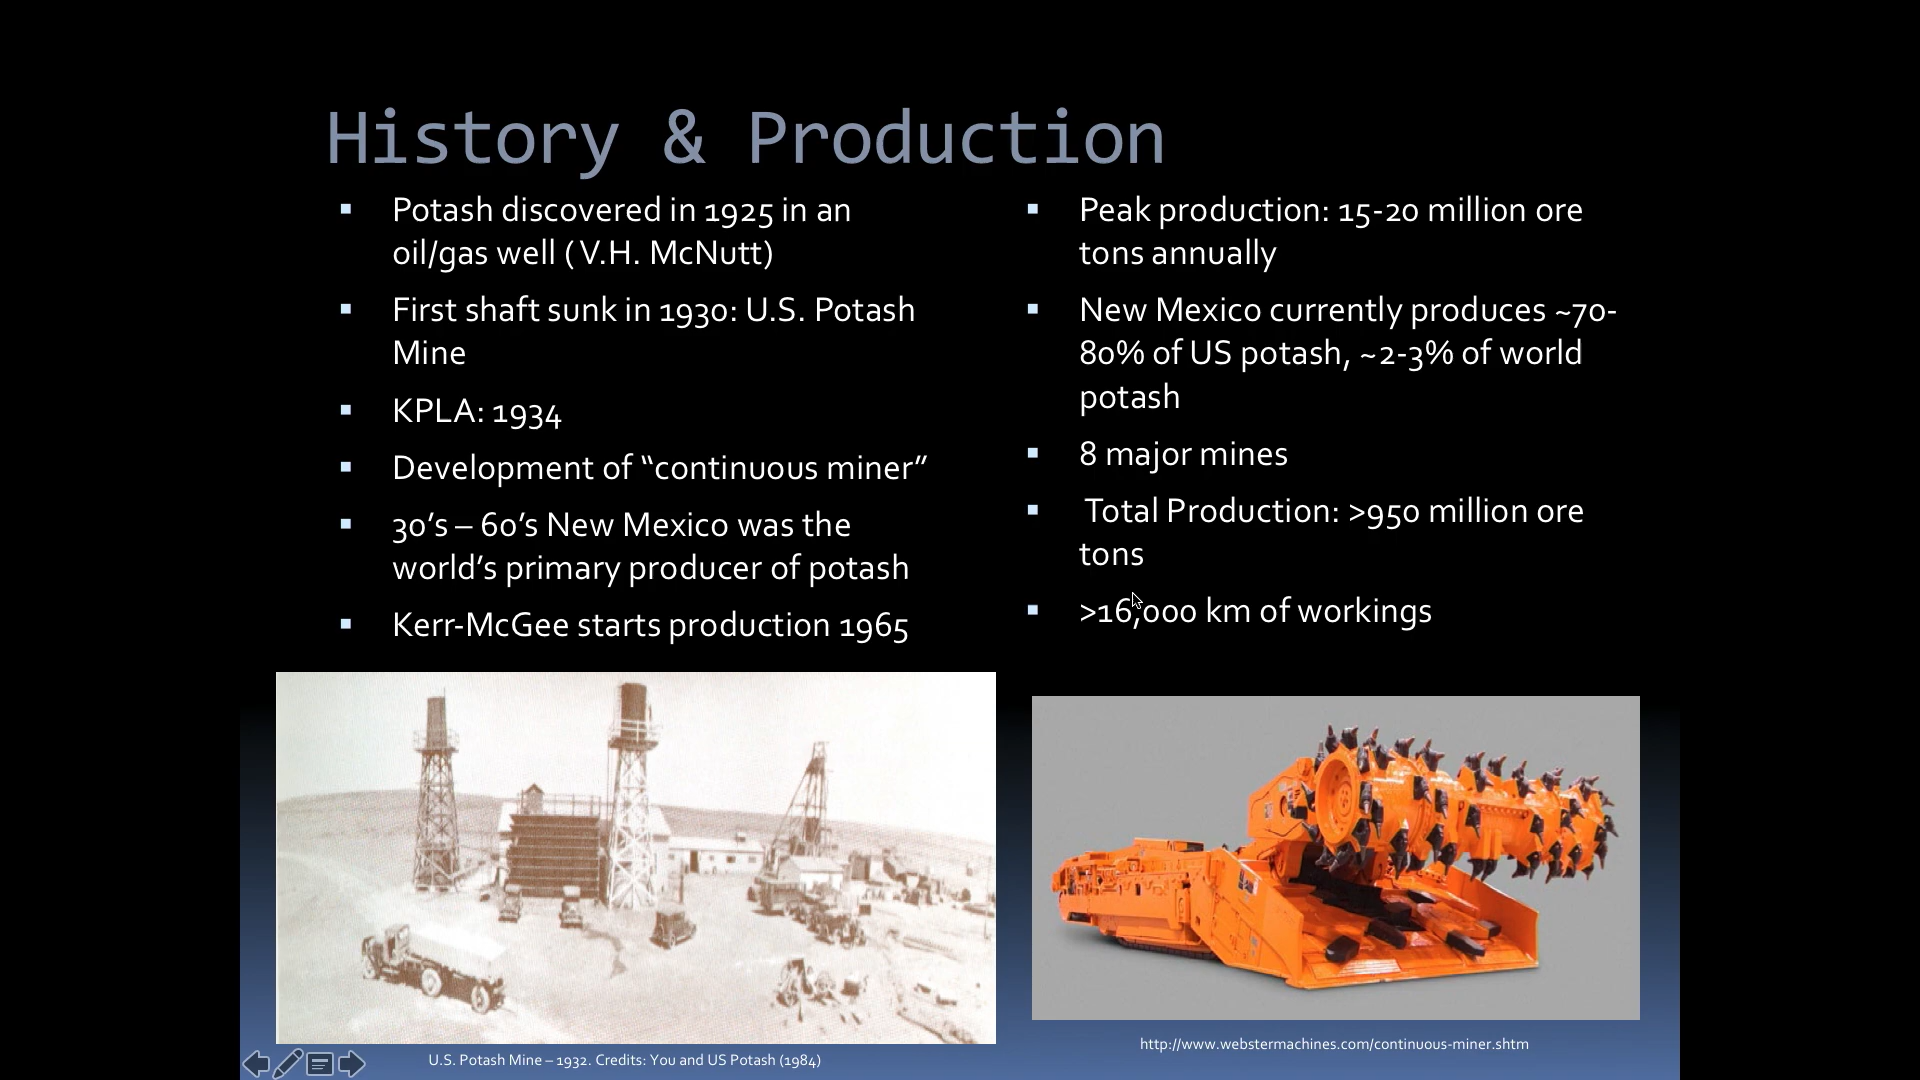 History & Production
▪ Potash discovered in 1925 in an
oil/gas well (V.H. McNutt)
▪ First shaft sunk in 1930: U.S. Potash
Mine
▪ KPLA: 1934
▪ Development of “continuous miner”
▪ 30’s – 60’s New Mexico was the
world’s primary producer of potash
▪ Kerr-McGee starts production 1965
▪ Peak production: 15-20 million ore
tons annually
▪ New Mexico currently produces ~70-
80% of US potash, ~2-3% of world
potash
▪ 8 major mines
▪ Total Production: >950 million ore
tons
▪ >16,000 km of workings
U.S. Potash Mine – 1932. Credits: You and US Potash (1984)
http://www.webstermachines.com/continuous-miner.shtm